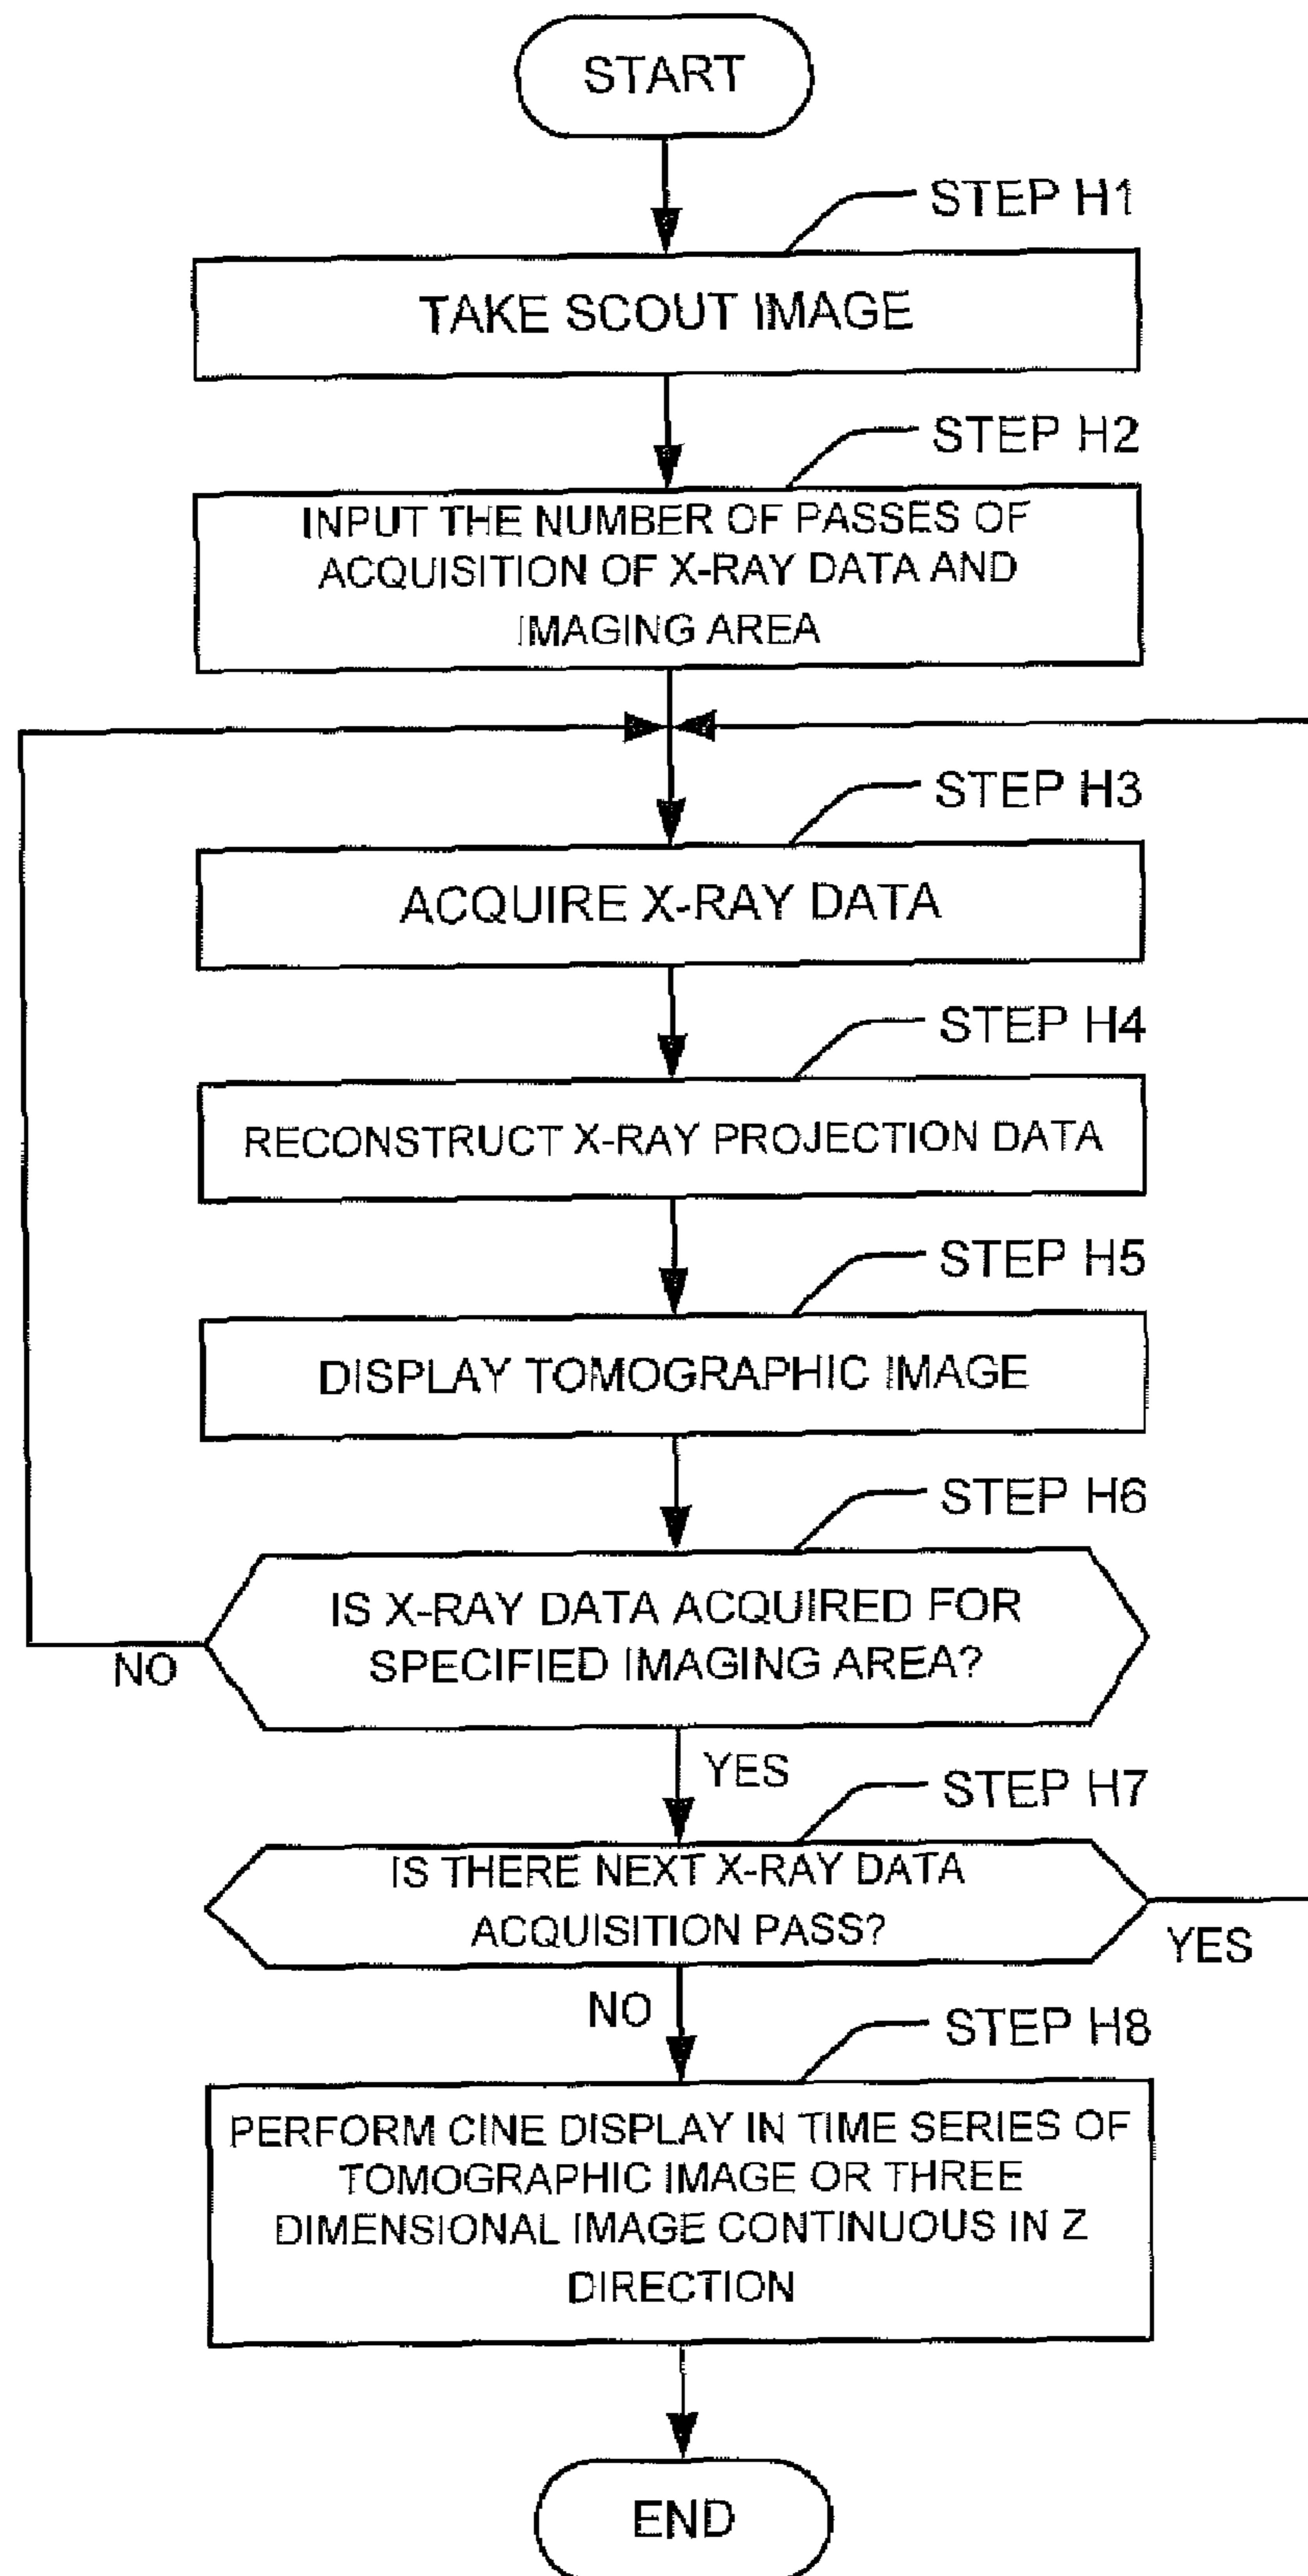 START
STEP H1
TAKE SCOUT IMAGE
STEP H2
INPUT THE NUMBER OF PASSES OF
ACQUISITION OF X-RAY DATA AND
IMAGING AREA
STEP H3
ACQUIRE X-RAY DATA
STEP H4
RECONSTRUCT X-RAY PROJECTION DATA
STEP H5
DISPLAY TOMOGRAPHIC IMAGE
STEP H6
IS X-RAY DATA ACQUIRED FOR
SPECIFIED IMAGING AREA?
NO
YES
STEP H7
IS THERE NEXT X-RAY DATA
ACQUISITION PASS?
YES
NO
STEP H8
PERFORM CINE DISPLAY IN TIME SERIES OF
TOMOGRAPHIC IMAGE OR THREE
DIMENSIONAL IMAGE CONTINUOUS IN Z
DIRECTION
END